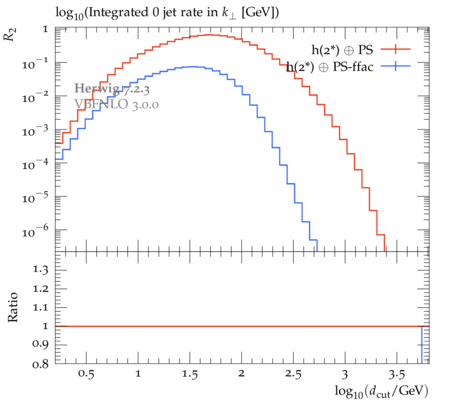 log10(Integrated 0 jet rate in k⊥ [GeV])
R2
1
10−1
10−2
10−3
10−4
10−5
10−6
h(2*) ⊕ PS
h(2*) ⊕ PS-ffac
Herwig 7.2.3
VBFNLO 3.0.0
Ratio
1.3
1.2
1.1
1
0.9
0.8
0.5
1
1.5
2
2.5
3
3.5
log10(dcut/GeV)